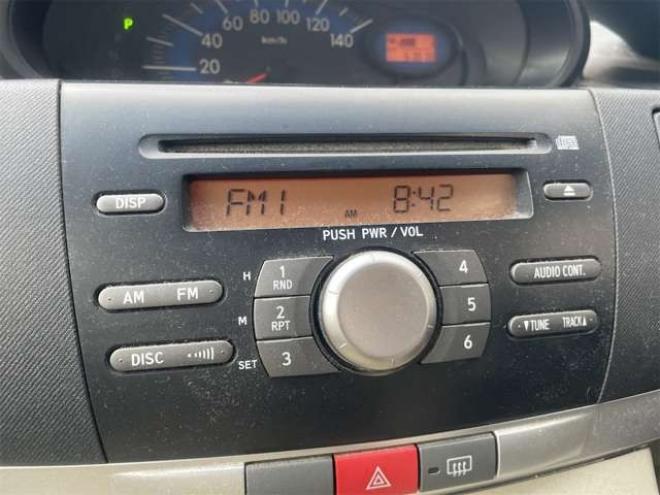 P
20
40
60
80
100
120
140
km/h
DISP
FM1
AM
8:42
PUSH PWR/VOL
AM FM
H
1
RND
4
AUDIO CONT.
M
2
RPT
5
▼TUNE TRACK▲
DISC
SET
3
6